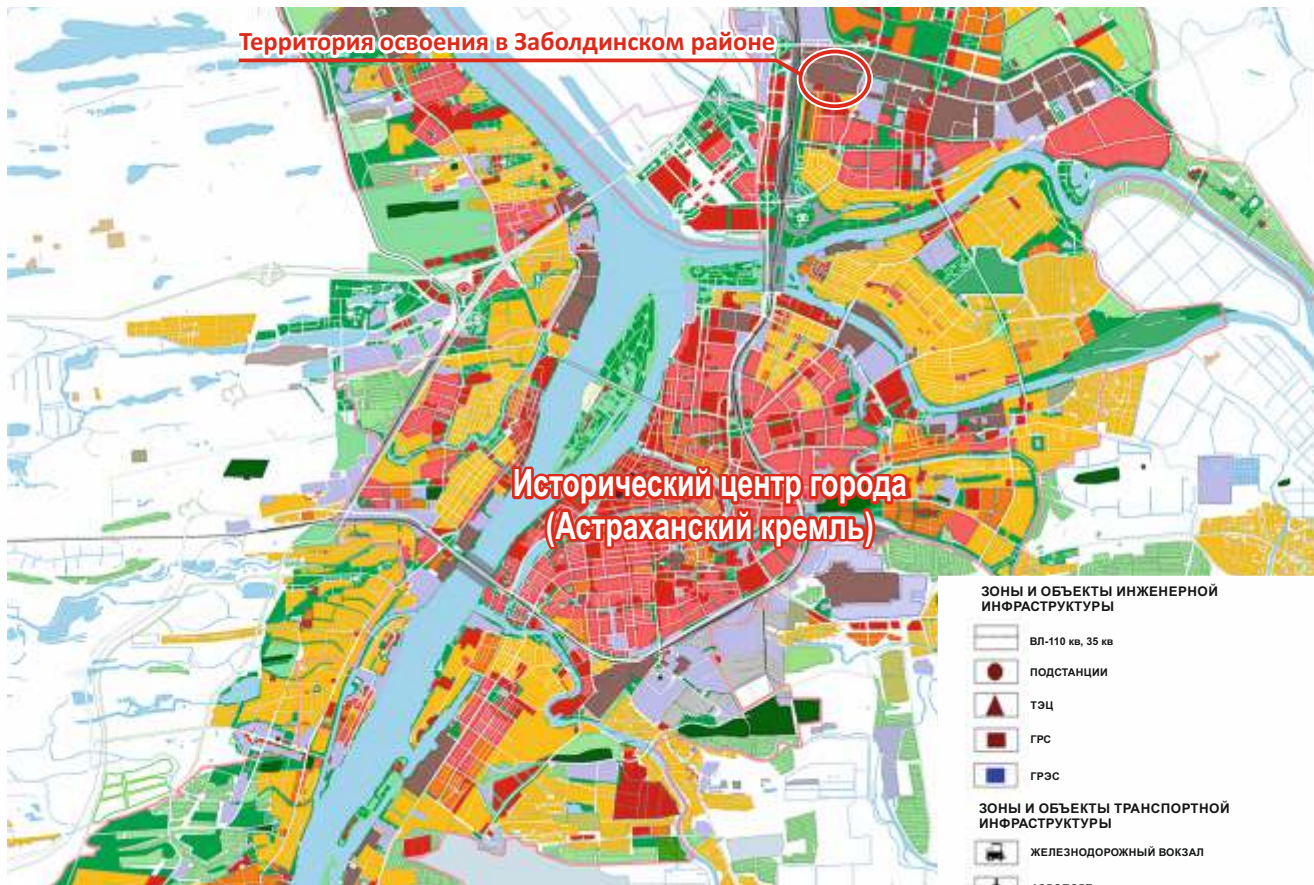 Территория освоения в Заболдинском районе
Исторический центр города
(Астраханский кремль)
ЗОНЫ И ОБЪЕКТЫ ИНЖЕНЕРНОЙ
ИНФРАСТРУКТУРЫ
ВЛ-110 кв, 35 кв
ПОДСТАНЦИИ
ТЭЦ
ГРС
ГРЭС
ЗОНЫ И ОБЪЕКТЫ ТРАНСПОРТНОЙ
ИНФРАСТРУКТУРЫ
ЖЕЛЕЗНОДОРОЖНЫЙ ВОКЗАЛ